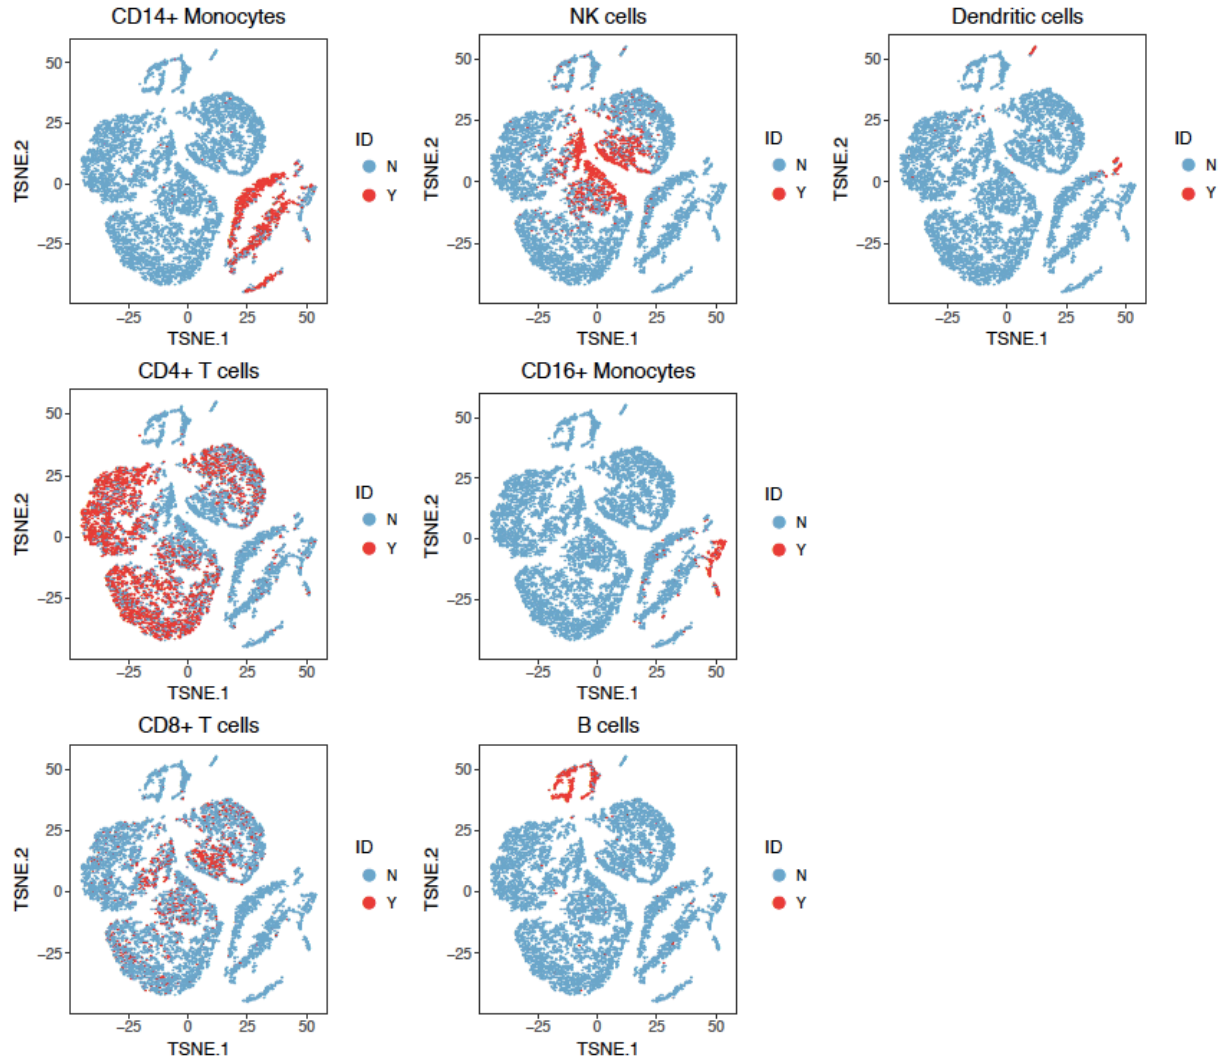 CD14+ Monocytes
TSNE.2
50
25
0
−25
−25 0 25 50
TSNE.1
ID
N
Y
NK cells
TSNE.2
50
25
0
−25
−25 0 25 50
TSNE.1
ID
N
Y
Dendritic cells
TSNE.2
50
25
0
−25
−25 0 25 50
TSNE.1
ID
N
Y
CD4+ T cells
TSNE.2
50
25
0
−25
−25 0 25 50
TSNE.1
ID
N
Y
CD16+ Monocytes
TSNE.2
50
25
0
−25
−25 0 25 50
TSNE.1
ID
N
Y
CD8+ T cells
TSNE.2
50
25
0
−25
−25 0 25 50
TSNE.1
ID
N
Y
B cells
TSNE.2
50
25
0
−25
−25 0 25 50
TSNE.1
ID
N
Y